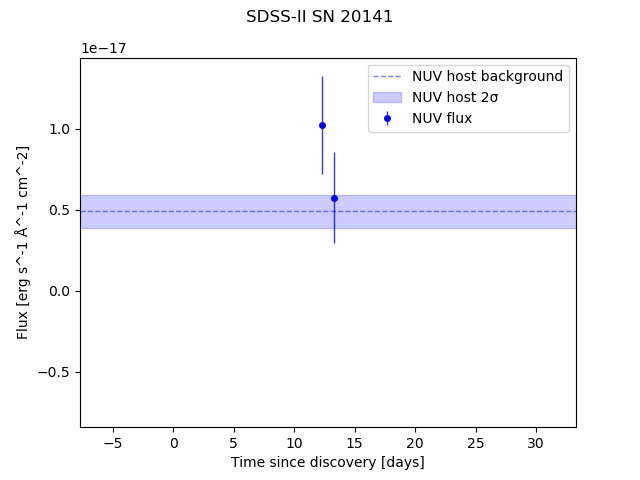 SDSS-II SN 20141
1e−17
NUV host background
NUV host 2σ
NUV flux
1.0
0.5
0.0
−0.5
Flux [erg s^-1 Å^-1 cm^-2]
−5 0 5 10 15 20 25 30
Time since discovery [days]